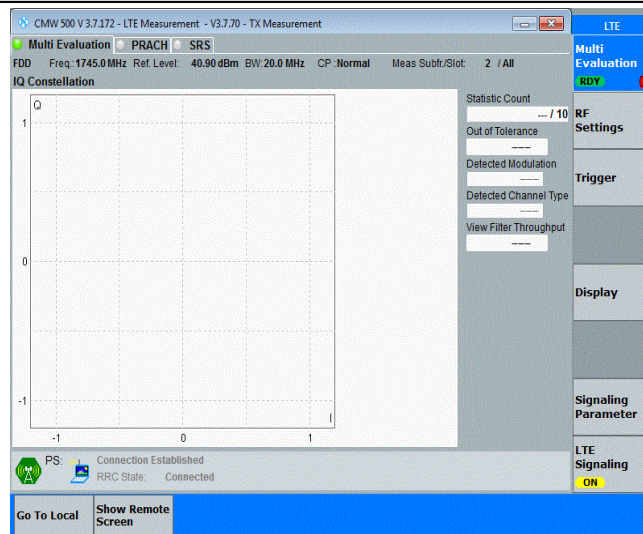 CMW 500 V 3.7.172 - LTE Measurement - V3.7.70 - TX Measurement
LTE
Multi Evaluation PRACH SRS
Multi
Evaluation
RDY
FDD Freq.:1745.0 MHz Ref. Level: 40.90 dBm BW:20.0 MHz CP :Normal Meas Subfr./Slot: 2 / All
IQ Constellation
Q
1
0
-1
-1 0 1
I
Statistic Count
--- / 10
Out of Tolerance
---
Detected Modulation
---
Detected Channel Type
---
View Filter Throughput
---
RF
Settings
Trigger
Display
Signaling
Parameter
LTE
Signaling
ON
PS: Connection Established
RRC State: Connected
Go To Local
Show Remote
Screen